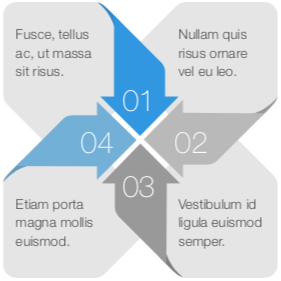 Fusce, tellus
ac, ut massa
sit risus.
Nullam quis
risus ornare
vel eu leo.
01
04
02
03
Etiam porta
magna mollis
euismod.
Vestibulum id
ligula euismod
semper.